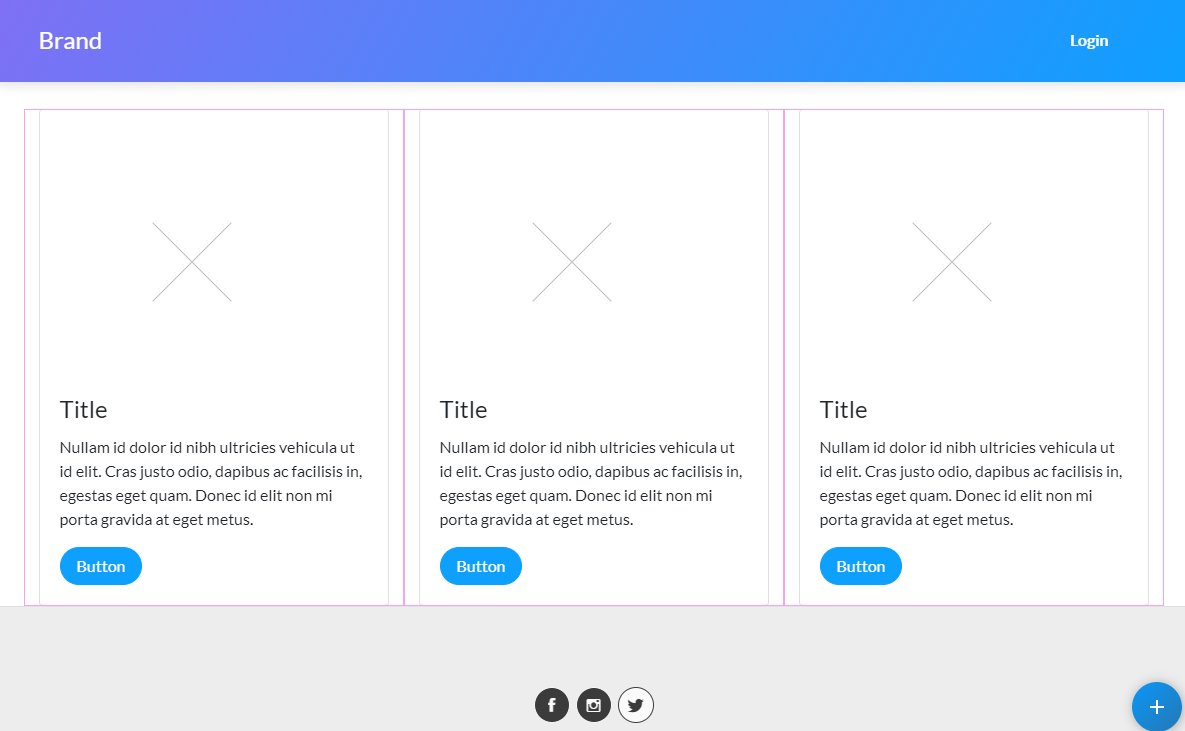 Brand
Login
Title
Nullam id dolor id nibh ultricies vehicula ut
id elit. Cras justo odio, dapibus ac facilisis in,
egestas eget quam. Donec id elit non mi
porta gravida at eget metus.
Button
Title
Nullam id dolor id nibh ultricies vehicula ut
id elit. Cras justo odio, dapibus ac facilisis in,
egestas eget quam. Donec id elit non mi
porta gravida at eget metus.
Button
Title
Nullam id dolor id nibh ultricies vehicula ut
id elit. Cras justo odio, dapibus ac facilisis in,
egestas eget quam. Donec id elit non mi
porta gravida at eget metus.
Button